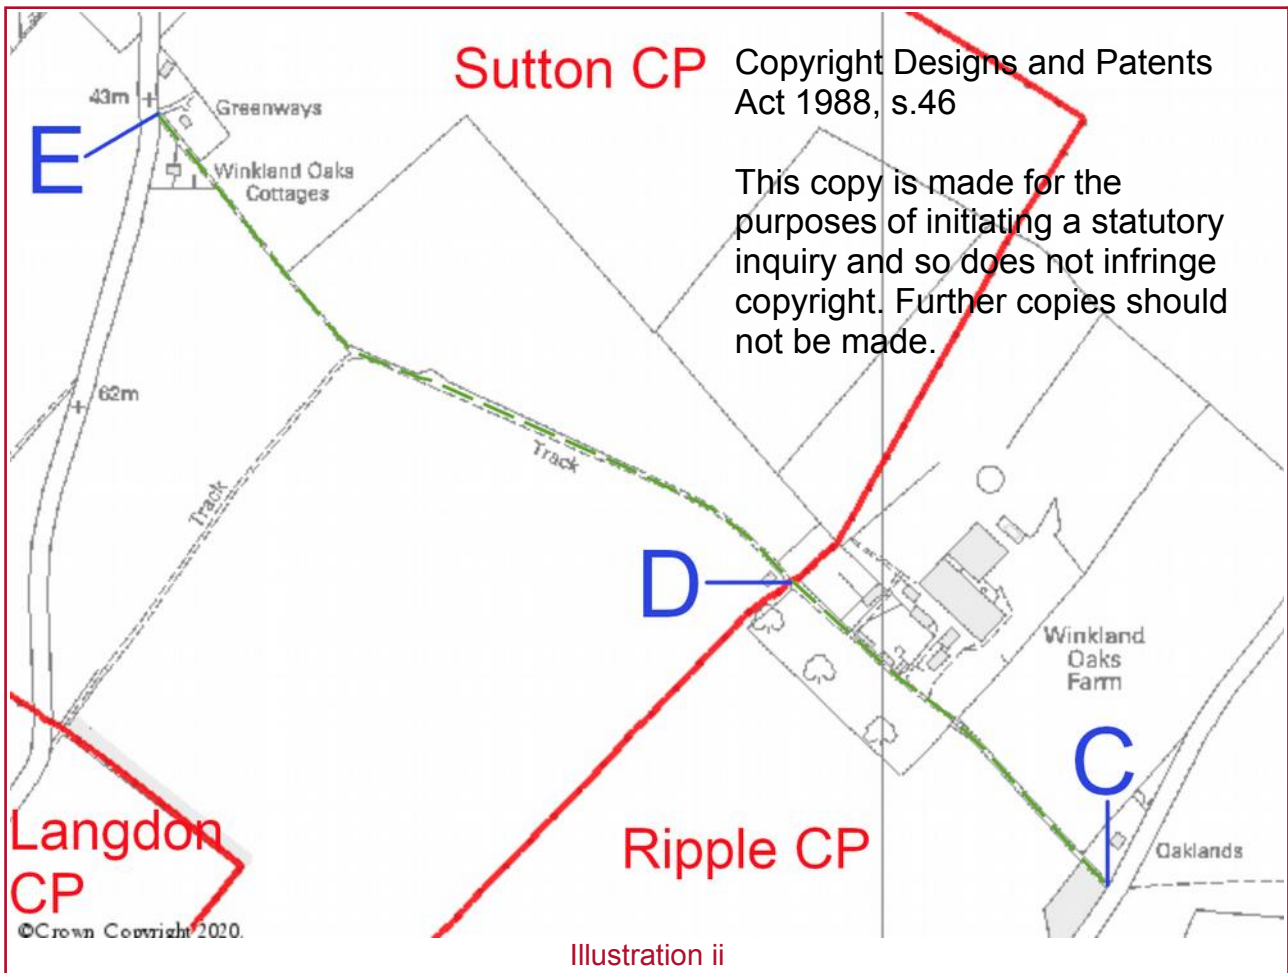 Sutton CP
Copyright Designs and Patents
Act 1988, s.46
This copy is made for the
purposes of initiating a statutory
inquiry and so does not infringe
copyright. Further copies should
not be made.
43m
Greenways
E
Winkland Oaks
Cottages
62m
Track
Track
D
Winkland
Oaks
Farm
C
Langdon
CP
Ripple CP
Oaklands
©Crown Copyright 2020.
Illustration ii